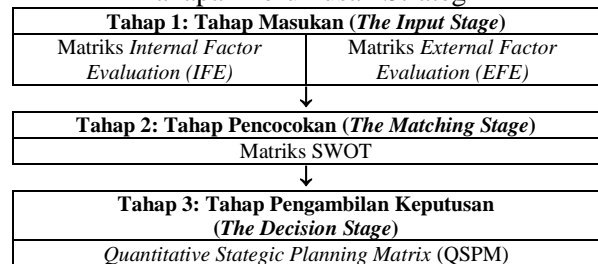 Tahap 1: Tahap Masukan (The Input Stage)
Matriks Internal Factor
Evaluation (IFE)
Matriks External Factor
Evaluation (EFE)
Tahap 2: Tahap Pencocokan (The Matching Stage)
Matriks SWOT
Tahap 3: Tahap Pengambilan Keputusan
(The Decision Stage)
Quantitative Stategic Planning Matrix (QSPM)